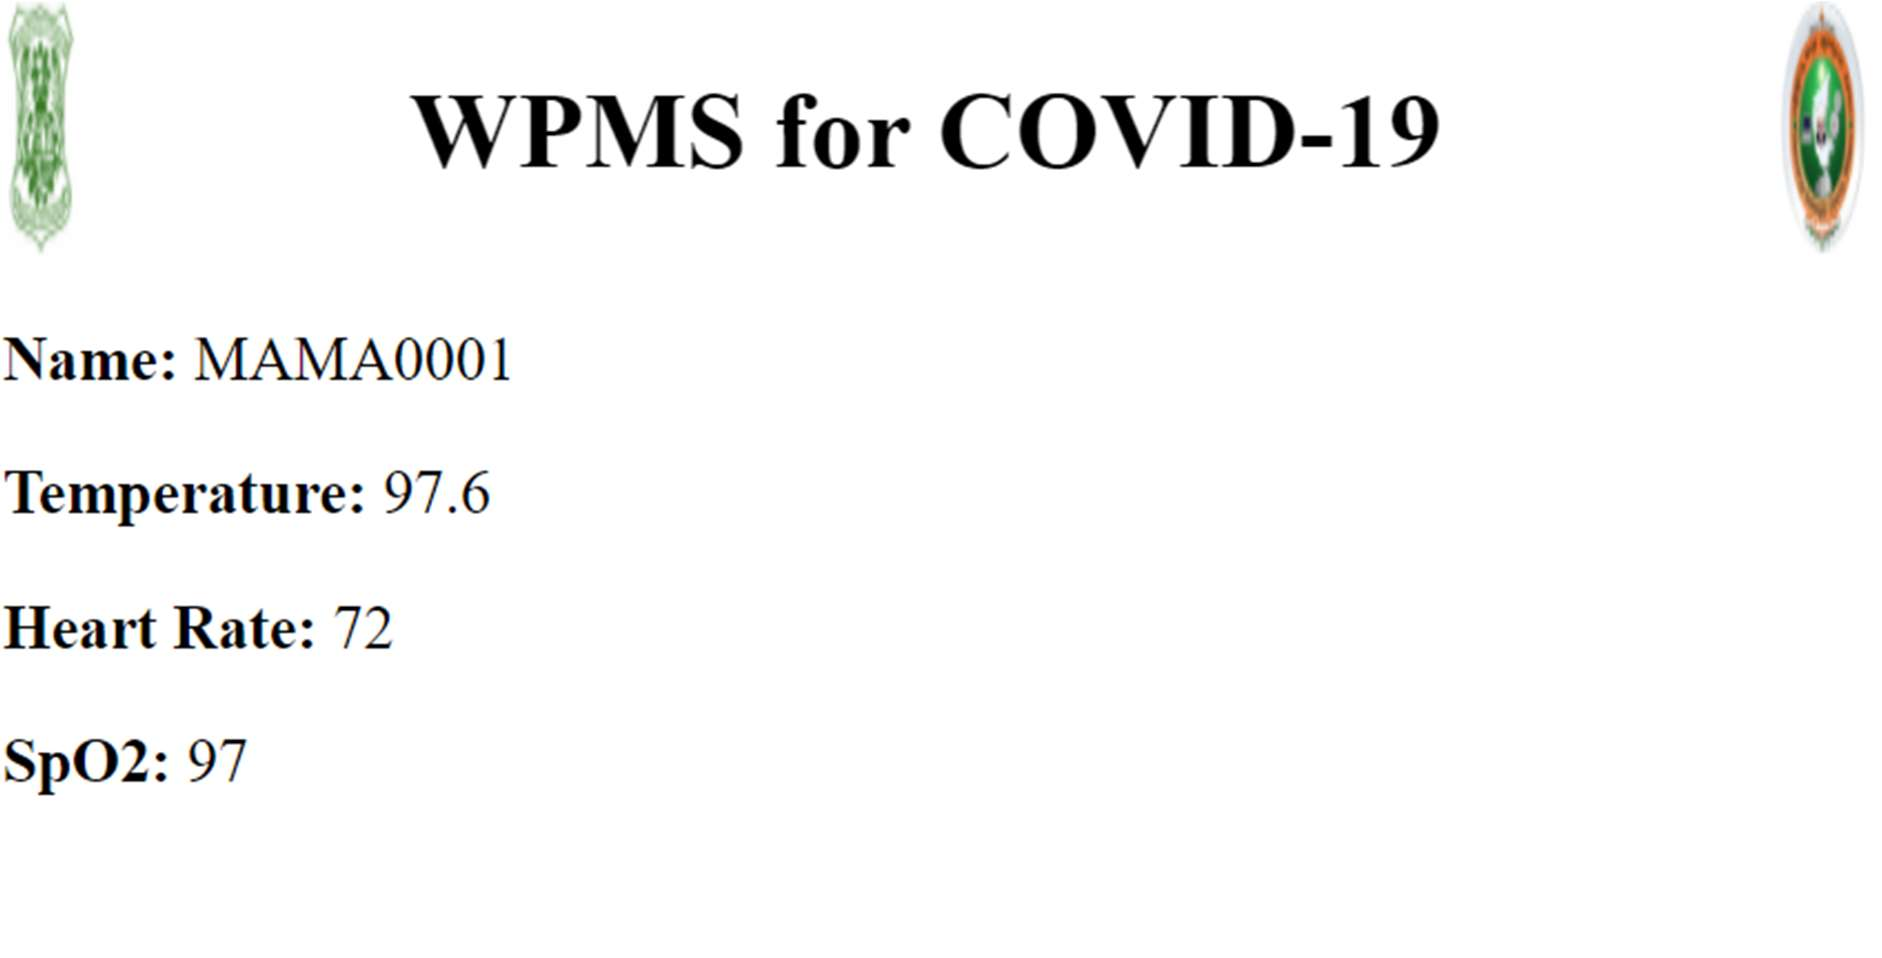 WPMS for COVID-19
Name: MAMA0001
Temperature: 97.6
Heart Rate: 72
SpO2: 97